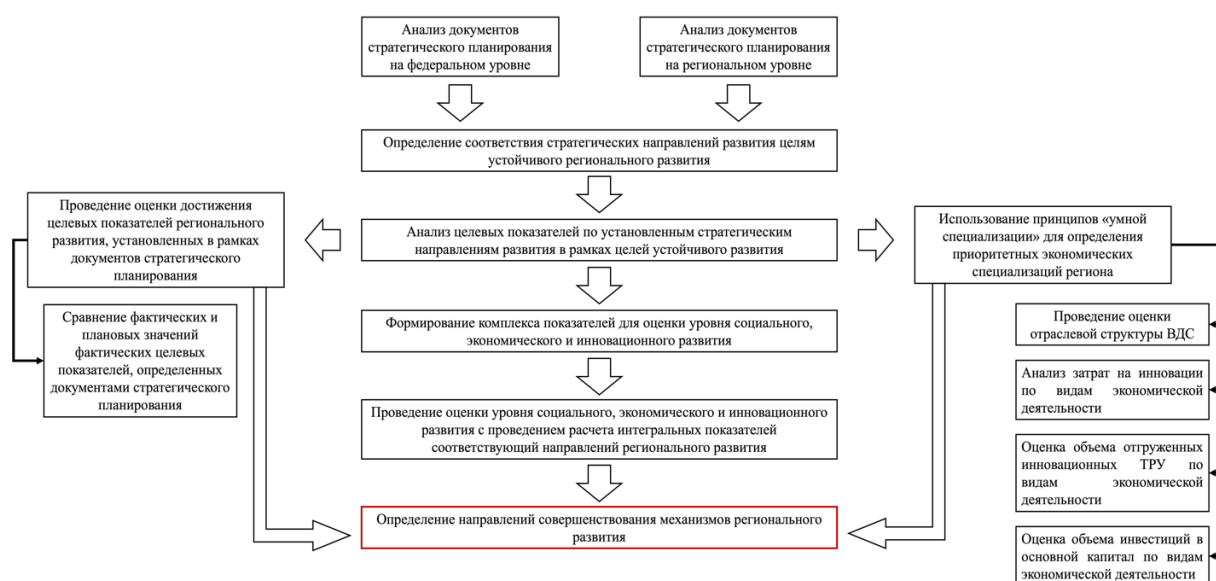 Анализ документов
стратегического планирования
на федеральном уровне
Анализ документов
стратегического планирования
на региональном уровне
Определение соответствия стратегических направлений развития целям
устойчивого регионального развития
Проведение оценки достижения
целевых показателей регионального
развития, установленных в рамках
документов стратегического
планирования
Анализ целевых показателей по установленным стратегическим
направлениям развития в рамках целей устойчивого развития
Использование принципов «умной
специализации» для определения
приоритетных экономических
специализаций региона
Сравнение фактических и
плановых значений
фактических целевых
показателей, определенных
документами стратегического
планирования
Формирование комплекса показателей для оценки уровня социального,
экономического и инновационного развития
Проведение оценки
отраслевой структуры ВДС
Анализ затрат на инновации
по видам экономической
деятельности
Проведение оценки уровня социального, экономического и инновационного
развития с проведением расчета интегральных показателей
соответствующий направлений регионального развития
Оценка объема отгруженных
инновационных ТРУ по
видам экономической
деятельности
Определение направлений совершенствования механизмов регионального
развития
Оценка объема инвестиций в
основной капитал по видам
экономической деятельности